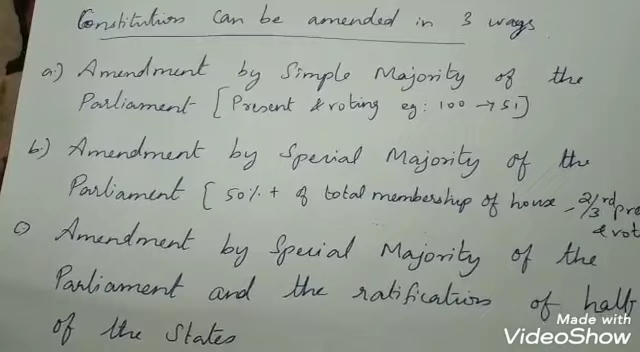 Constitution can be amended in 3 ways
a.) Amendment by Simple Majority of the
Parliament [Present & voting eg: 100 → 51]
b.) Amendment by Special Majority of the
Parliament [50% + of total membership of house - 2/3rd pre
& vot
c) Amendment by Special Majority of the
Parliament and the ratification of half
of the States
Made with
VideoShow